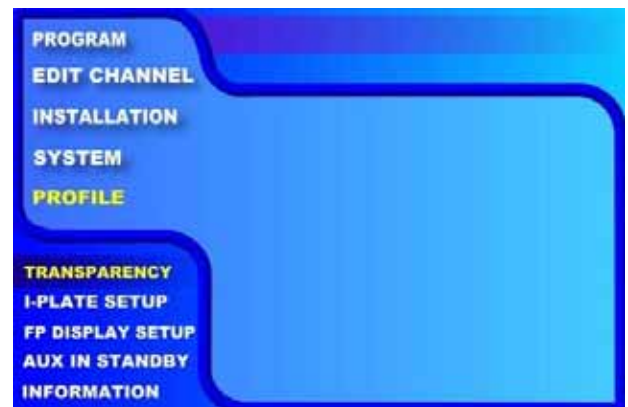 PROGRAM
EDIT CHANNEL
INSTALLATION
SYSTEM
PROFILE
TRANSPARENCY
I-PLATE SETUP
FP DISPLAY SETUP
AUX IN STANDBY
INFORMATION